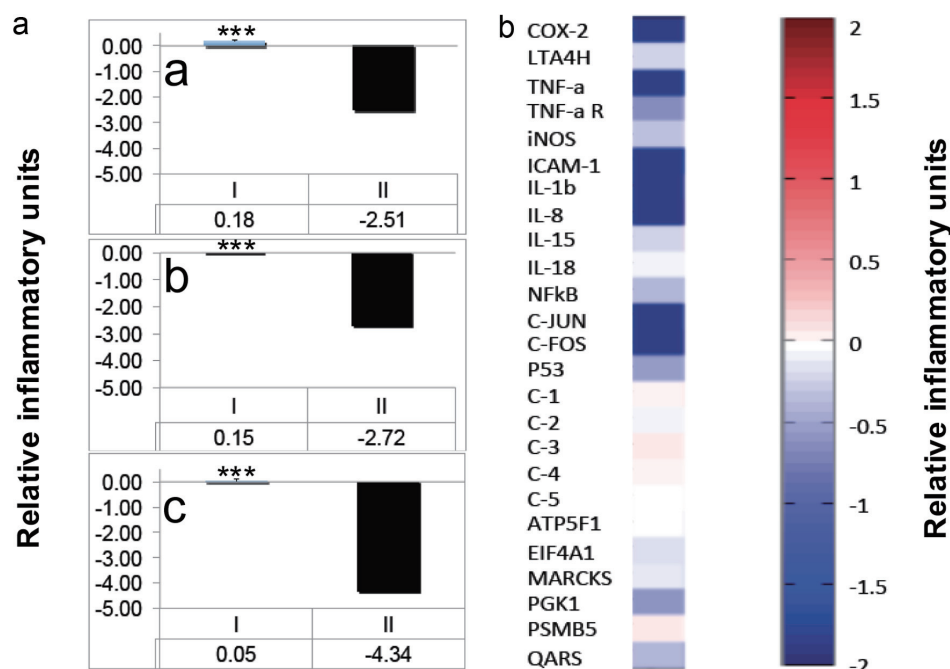 a
Relative inflammatory units
0.00
-1.00
-2.00
-3.00
-4.00
-5.00
***
a
I II
0.18 -2.51
0.00
-1.00
-2.00
-3.00
-4.00
-5.00
***
b
I II
0.15 -2.72
0.00
-1.00
-2.00
-3.00
-4.00
-5.00
***
c
I II
0.05 -4.34
b
COX-2
LTA4H
TNF-a
TNF-a R
iNOS
ICAM-1
IL-1b
IL-8
IL-15
IL-18
NFkB
C-JUN
C-FOS
P53
C-1
C-2
C-3
C-4
C-5
ATP5F1
EIF4A1
MARCKS
PGK1
PSMB5
QARS
2
1.5
1
0.5
0
-0.5
-1
-1.5
-2
Relative inflammatory units